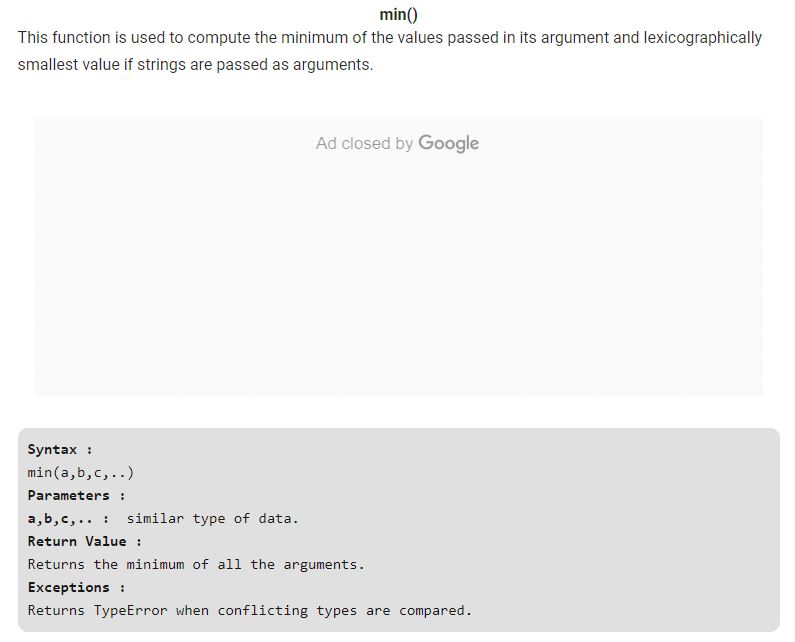 min()
This function is used to compute the minimum of the values passed in its argument and lexicographically
smallest value if strings are passed as arguments.
Ad closed by Google
Syntax :
min(a,b,c,..)
Parameters :
a,b,c,.. :  similar type of data.
Return Value :
Returns the minimum of all the arguments.
Exceptions :
Returns TypeError when conflicting types are compared.